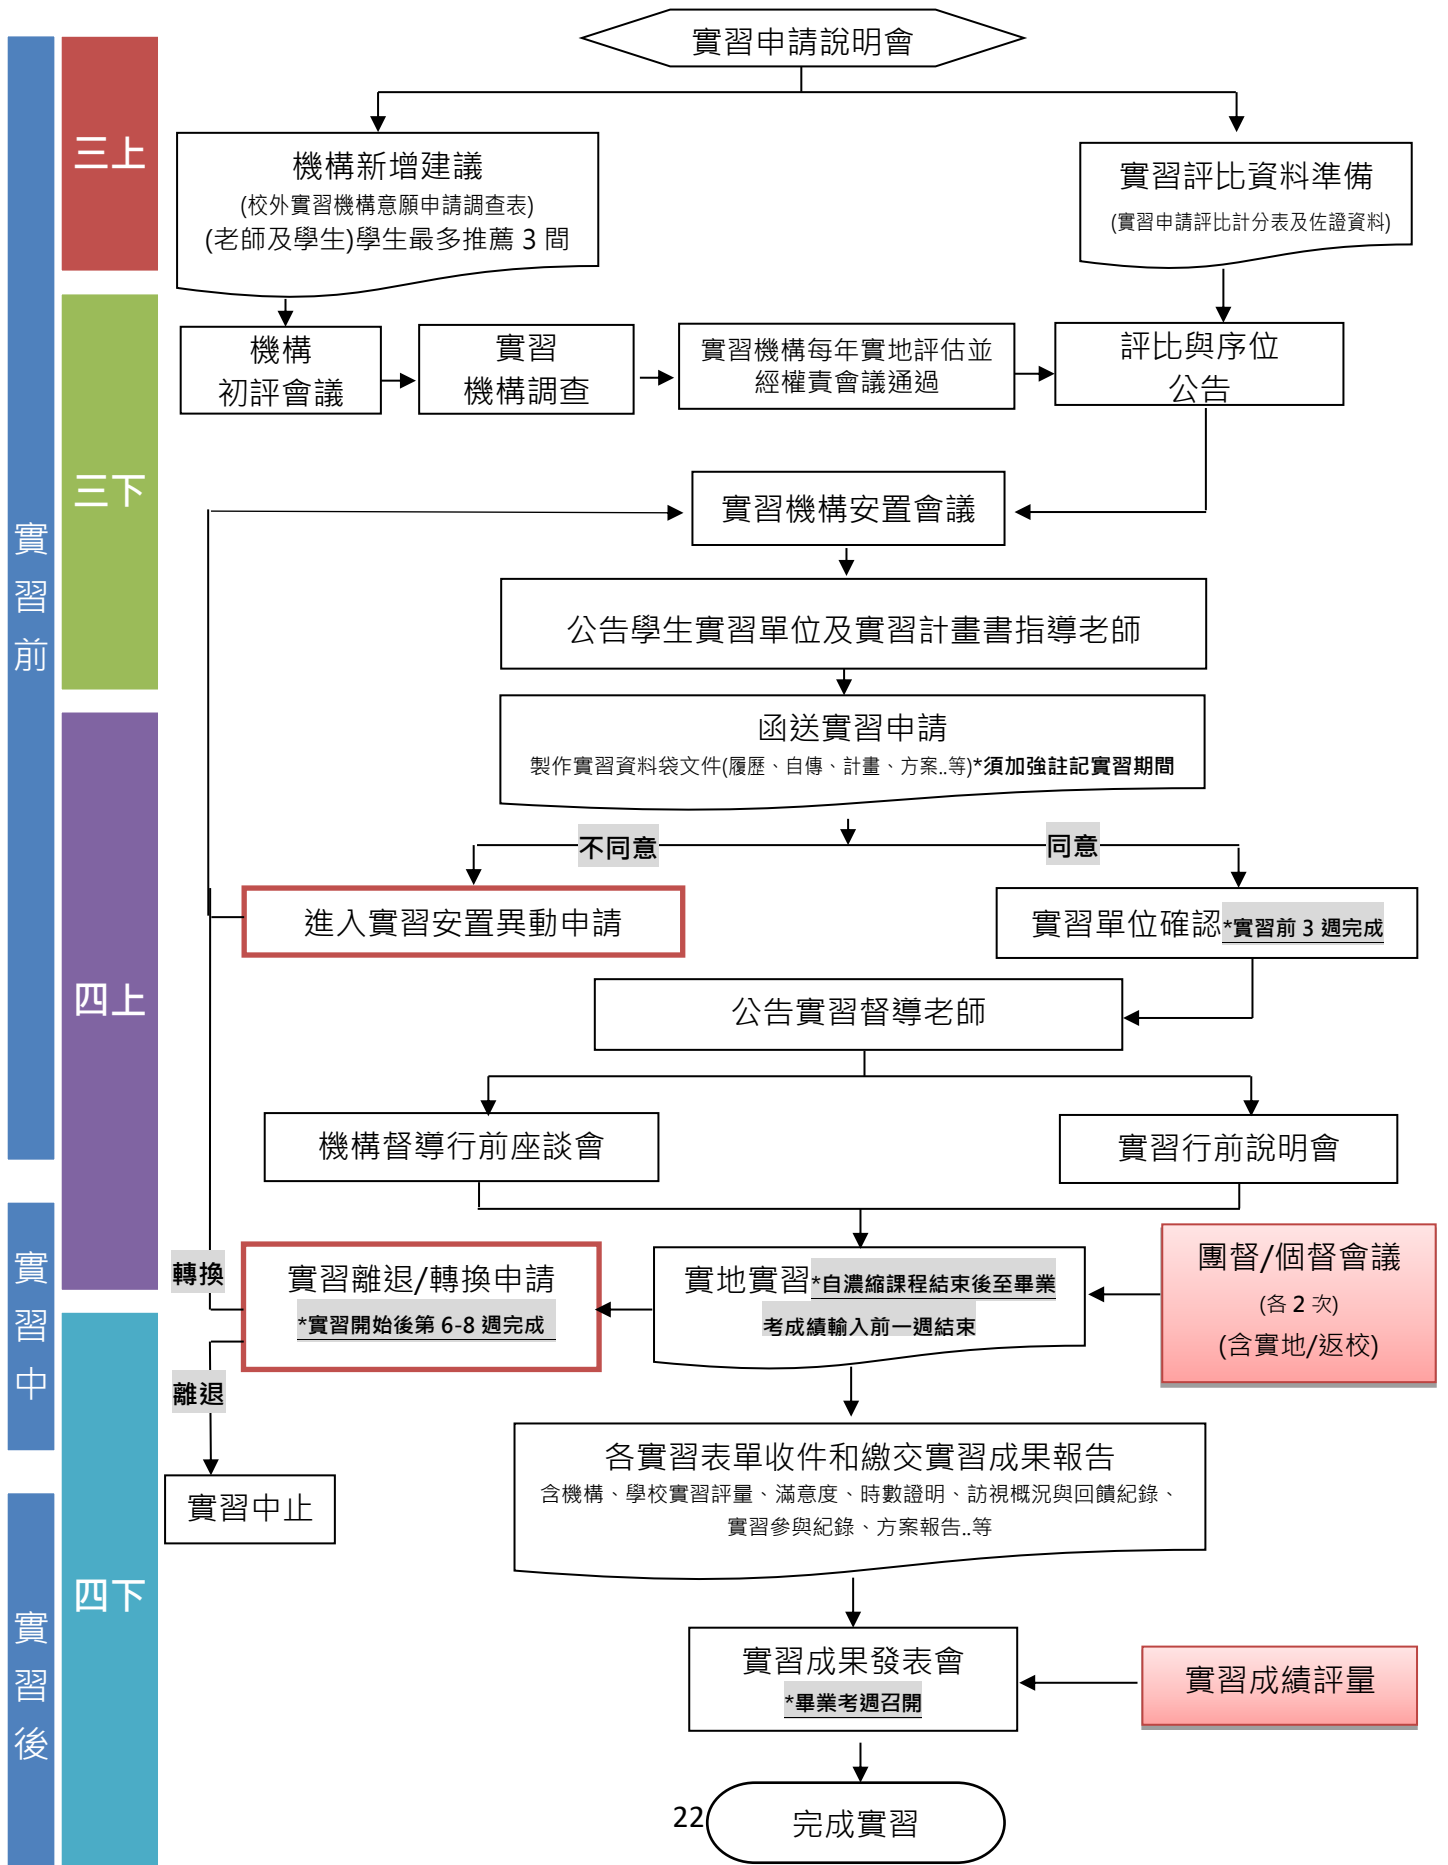 實習申請說明會
實習前
三上
機構新增建議
(校外實習機構意願申請調查表)
(老師及學生)學生最多推薦 3 間
實習評比資料準備
(實習申請評比計分表及佐證資料)
三下
機構
初評會議
實習
機構調查
實習機構每年實地評估並
經權責會議通過
評比與序位
公告
實習機構安置會議
公告學生實習單位及實習計畫書指導老師
四上
函送實習申請
製作實習資料袋文件(履歷、自傳、計畫、方案..等)*須加強註記實習期間
不同意
同意
進入實習安置異動申請
實習單位確認*實習前 3 週完成
公告實習督導老師
機構督導行前座談會
實習行前說明會
實習中
轉換
實習離退/轉換申請
*實習開始後第 6-8 週完成
實地實習*自濃縮課程結束後至畢業
考成績輸入前一週結束
團督/個督會議
(各 2 次)
(含實地/返校)
離退
實習中止
四下
各實習表單收件和繳交實習成果報告
含機構、學校實習評量、滿意度、時數證明、訪視概況與回饋紀錄、
實習參與紀錄、方案報告..等
實習後
實習成果發表會
*畢業考週召開
實習成績評量
22
完成實習